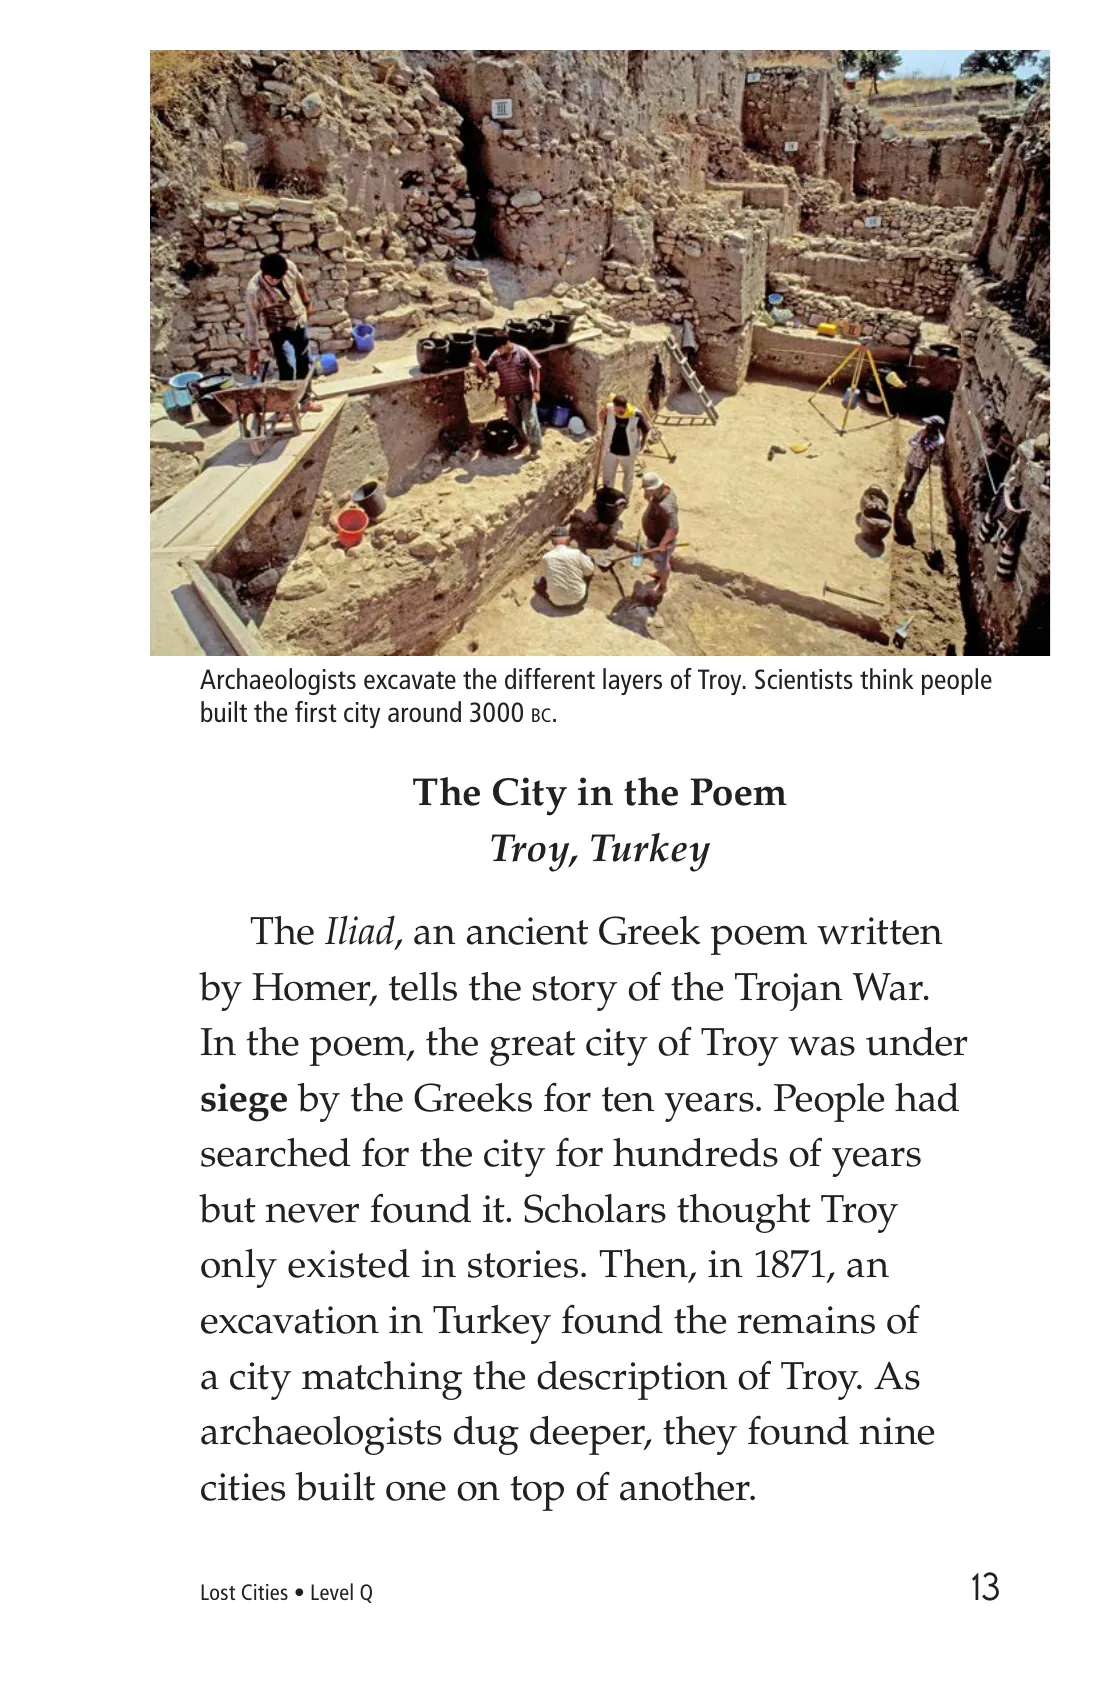 III
Archaeologists excavate the different layers of Troy. Scientists think people
built the first city around 3000 BC.
The City in the Poem
Troy, Turkey
The Iliad, an ancient Greek poem written
by Homer, tells the story of the Trojan War.
In the poem, the great city of Troy was under
siege by the Greeks for ten years. People had
searched for the city for hundreds of years
but never found it. Scholars thought Troy
only existed in stories. Then, in 1871, an
excavation in Turkey found the remains of
a city matching the description of Troy. As
archaeologists dug deeper, they found nine
cities built one on top of another.
Lost Cities • Level Q
13